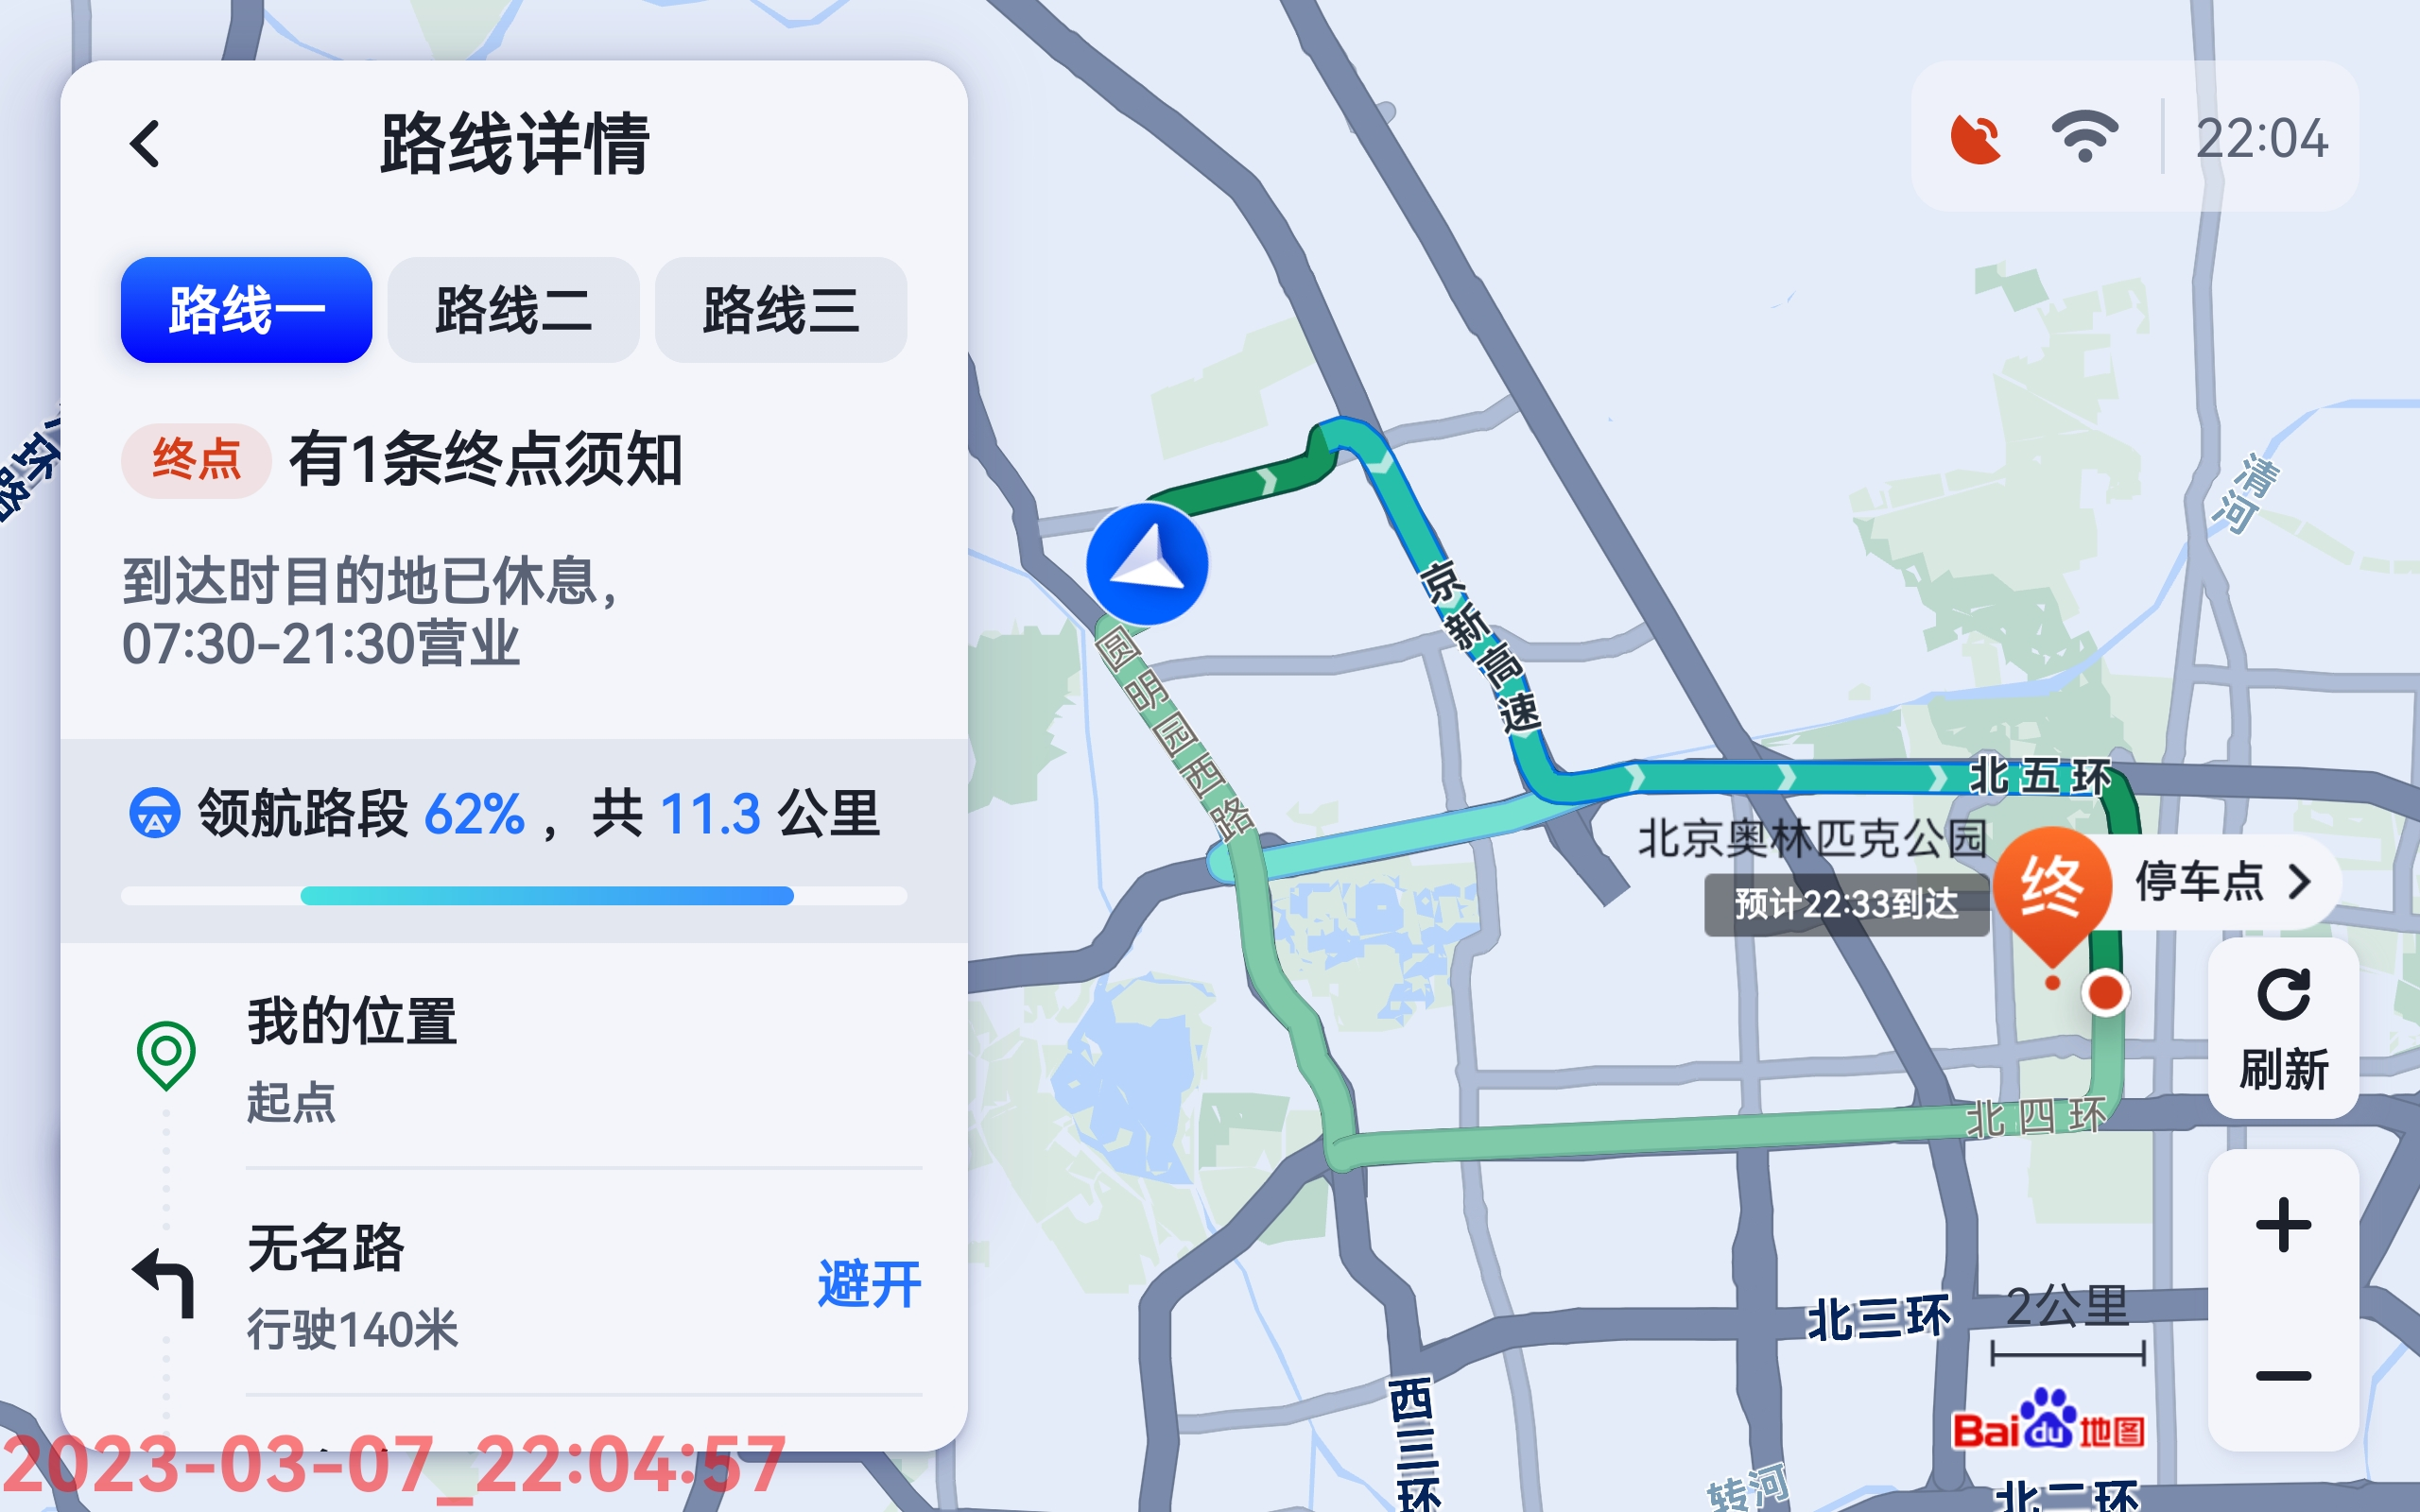 路线详情
22:04
路线一
路线二
路线三
终点 有1条终点须知
到达时目的地已休息,
07:30-21:30营业
领航路段 62% , 共 11.3 公里
我的位置
起点
无名路
避开
行驶140米
路环
清河
京新高速
圆明园西路
北五环
北京奥林匹克公园
预计22:33到达
终
停车点
刷新
北四环
2公里
北三环
西三环
Bai du 地图
转河
北二环
2023-03-07_22:04:57